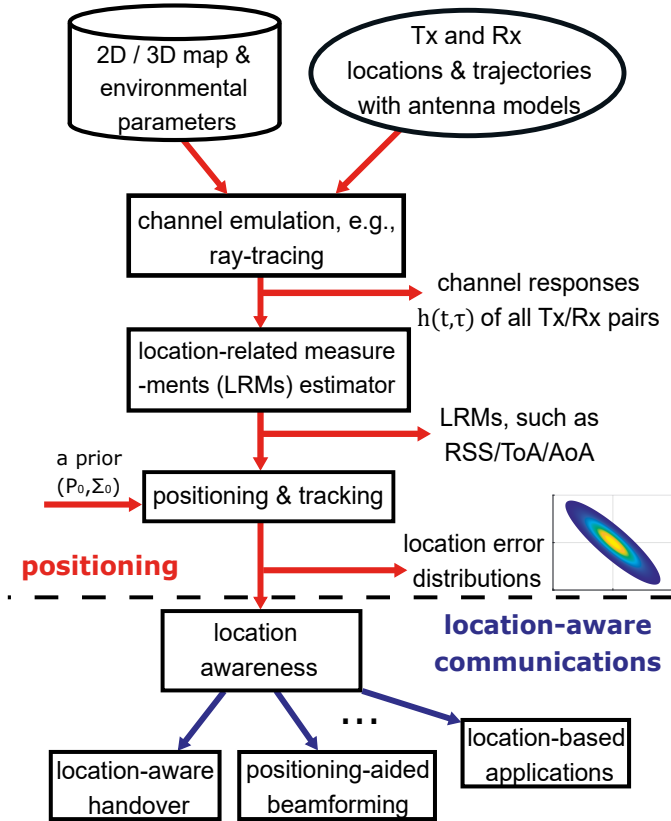 2D / 3D map &
environmental
parameters
Tx and Rx
locations & trajectories
with antenna models
channel emulation, e.g.,
ray-tracing
channel responses
h(t,τ) of all Tx/Rx pairs
location-related measure
-ments (LRMs) estimator
LRMs, such as
RSS/ToA/AoA
a prior
(P₀,Σ₀)
positioning & tracking
location error
distributions
positioning
location-aware
communications
location
awareness
...
location-aware
handover
positioning-aided
beamforming
location-based
applications